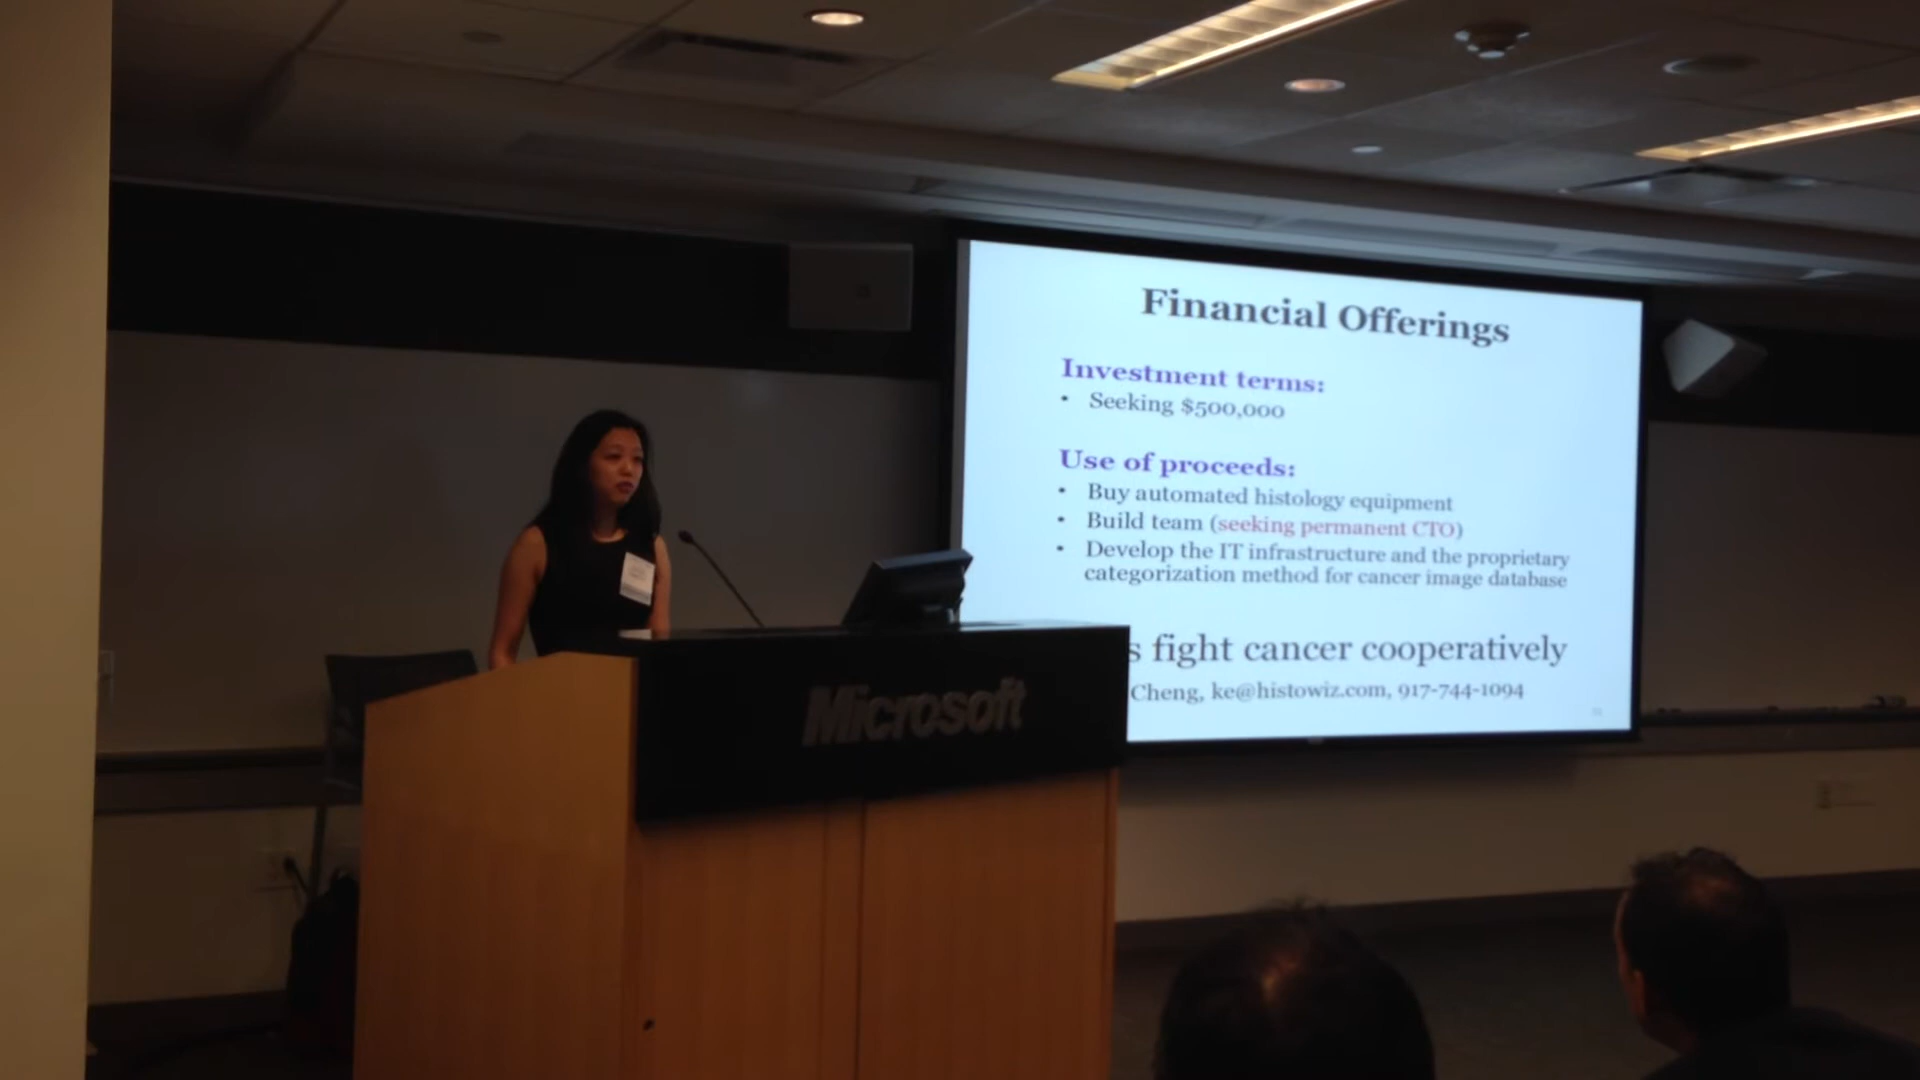 Financial Offerings
Investment terms:
• Seeking $500,000
Use of proceeds:
• Buy automated histology equipment
• Build team (seeking permanent CTO)
• Develop the IT infrastructure and the proprietary
categorization method for cancer image database
s fight cancer cooperatively
Cheng, ke@histowiz.com, 917-744-1094
Microsoft